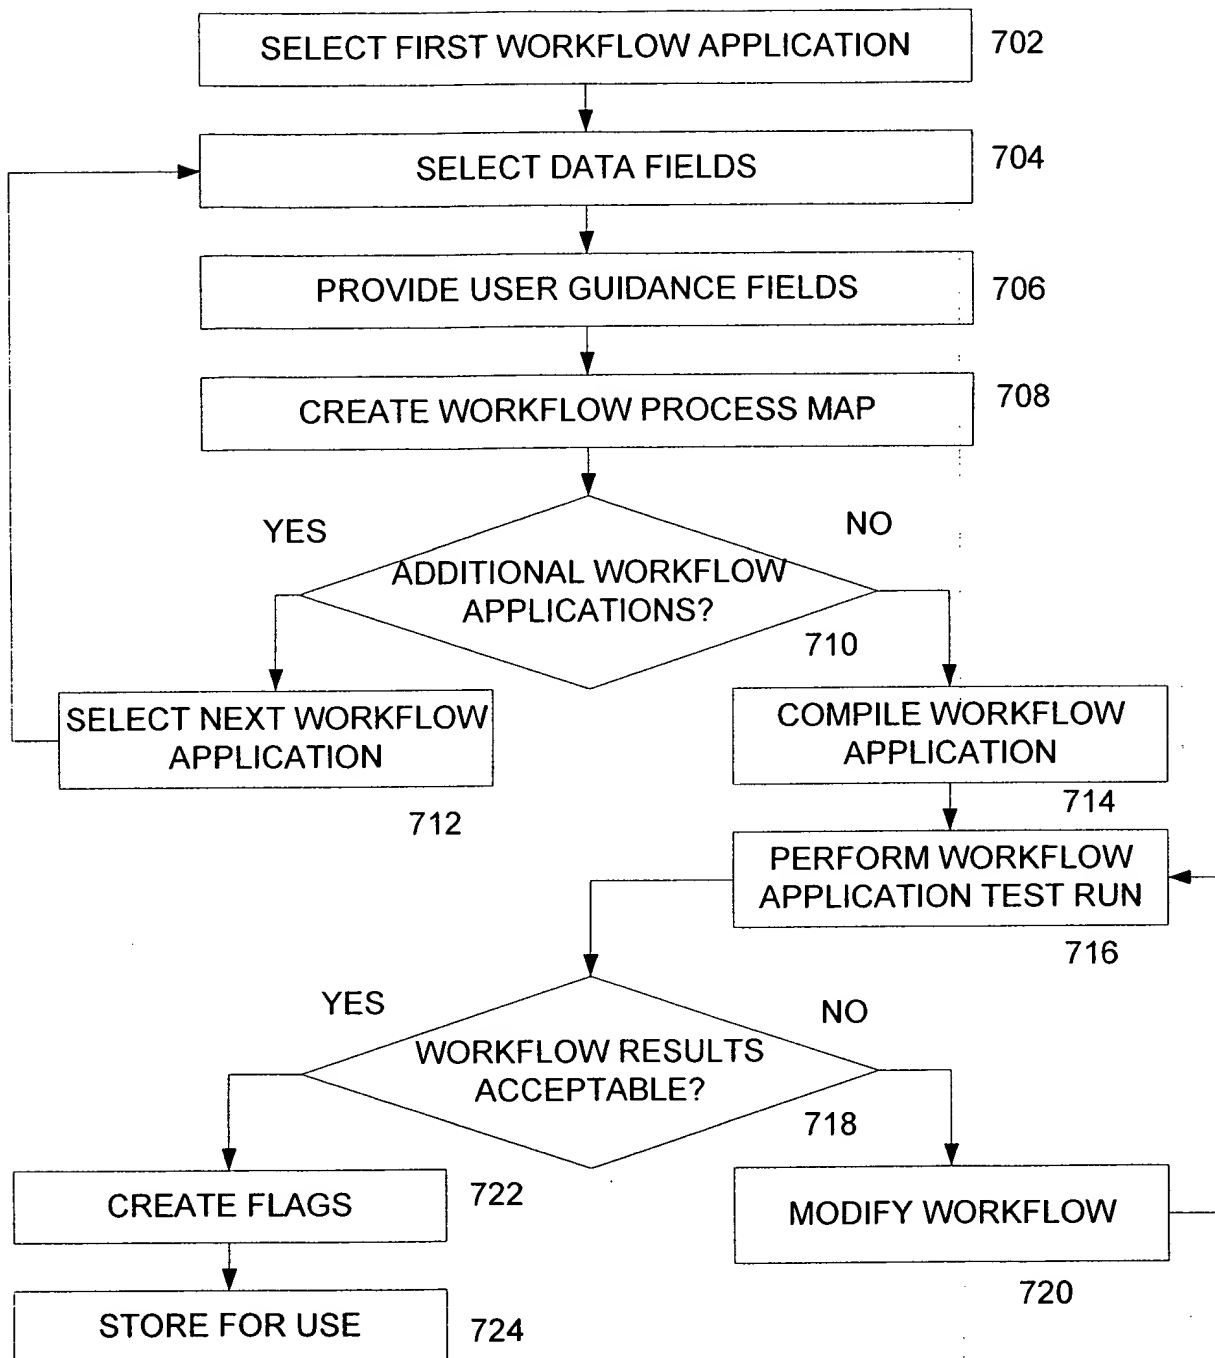 SELECT FIRST WORKFLOW APPLICATION
702
SELECT DATA FIELDS
704
PROVIDE USER GUIDANCE FIELDS
706
CREATE WORKFLOW PROCESS MAP
708
YES
NO
ADDITIONAL WORKFLOW
APPLICATIONS?
710
SELECT NEXT WORKFLOW
APPLICATION
712
COMPILE WORKFLOW
APPLICATION
714
PERFORM WORKFLOW
APPLICATION TEST RUN
716
YES
NO
WORKFLOW RESULTS
ACCEPTABLE?
718
CREATE FLAGS
722
MODIFY WORKFLOW
720
STORE FOR USE
724